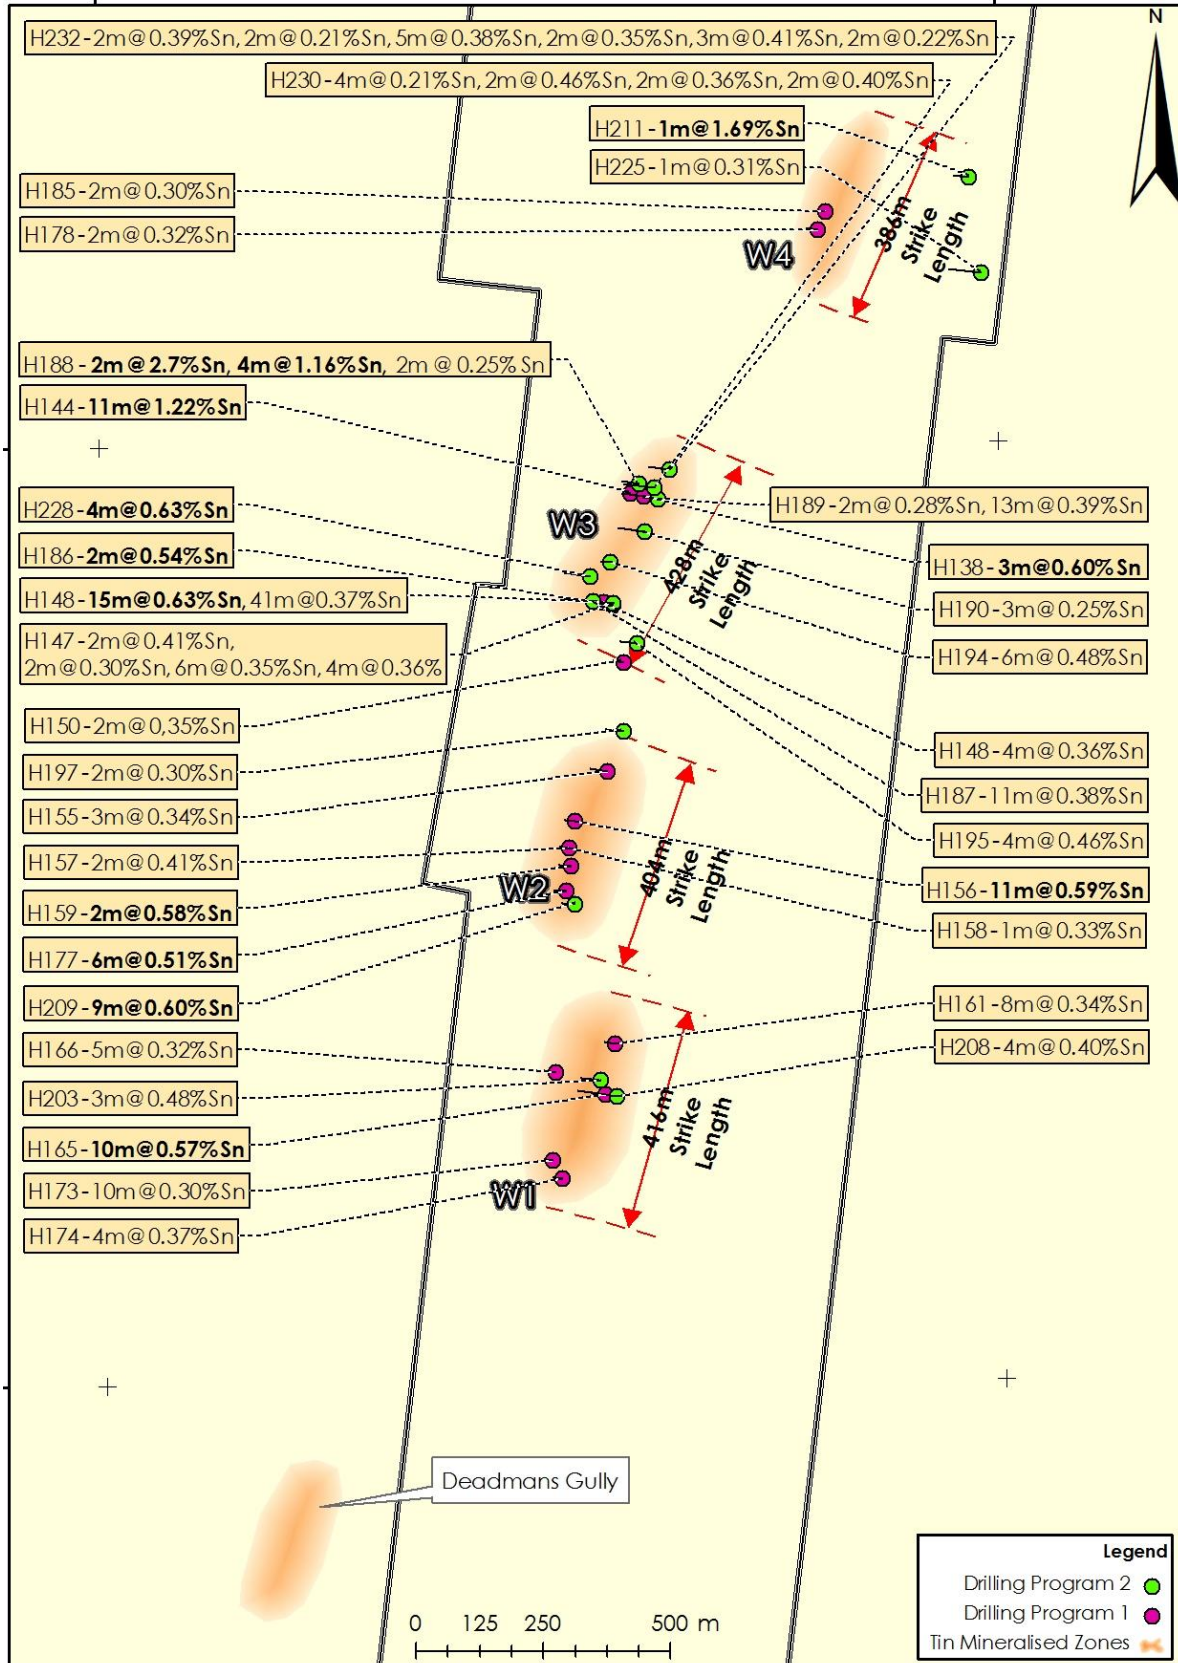 H232-2m@0.39%Sn, 2m@0.21%Sn, 5m@0.38%Sn, 2m@0.35%Sn, 3m@0.41%Sn, 2m@0.22%Sn
N
H230-4m@0.21%Sn, 2m@0.46%Sn, 2m@0.36%Sn, 2m@0.40%Sn
H211-1m@1.69%Sn
H225-1m@0.31%Sn
H185-2m@0.30%Sn
H178-2m@0.32%Sn
W4
386m
Strike
Length
H188-2m@2.7%Sn, 4m@1.16%Sn, 2m@0.25%Sn
H144-11m@1.22%Sn
H228-4m@0.63%Sn
H186-2m@0.54%Sn
H148-15m@0.63%Sn, 41m@0.37%Sn
H147-2m@0.41%Sn,
2m@0.30%Sn, 6m@0.35%Sn, 4m@0.36%
W3
428m
Strike
Length
H189-2m@0.28%Sn, 13m@0.39%Sn
H138-3m@0.60%Sn
H190-3m@0.25%Sn
H194-6m@0.48%Sn
H150-2m@0,35%Sn
H197-2m@0.30%Sn
H155-3m@0.34%Sn
H157-2m@0.41%Sn
H159-2m@0.58%Sn
H177-6m@0.51%Sn
H209-9m@0.60%Sn
W2
404m
Strike
Length
H148-4m@0.36%Sn
H187-11m@0.38%Sn
H195-4m@0.46%Sn
H156-11m@0.59%Sn
H158-1m@0.33%Sn
H166-5m@0.32%Sn
H203-3m@0.48%Sn
H165-10m@0.57%Sn
H173-10m@0.30%Sn
H174-4m@0.37%Sn
W1
416m
Strike
Length
H161-8m@0.34%Sn
H208-4m@0.40%Sn
Deadmans Gully
0 125 250 500 m
Legend
Drilling Program 2
Drilling Program 1
Tin Mineralised Zones